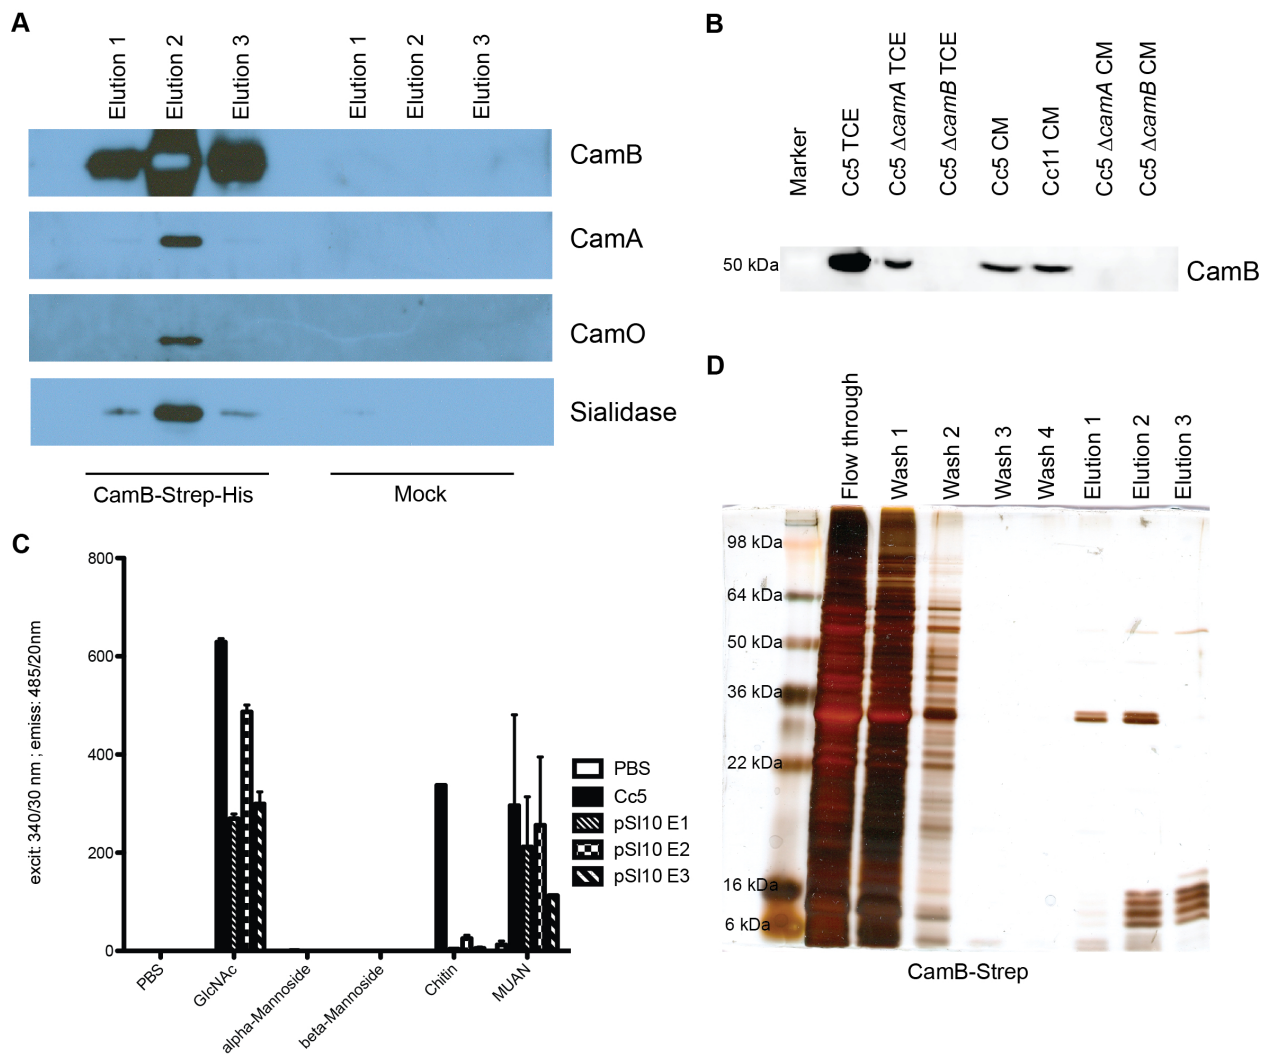 A
Elution 1
Elution 2
Elution 3
Elution 1
Elution 2
Elution 3
CamB
CamA
CamO
Sialidase
CamB-Strep-His
Mock
B
Marker
Cc5 TCE
Cc5 ΔcamA TCE
Cc5 ΔcamB TCE
Cc5 CM
Cc11 CM
Cc5 ΔcamA CM
Cc5 ΔcamB CM
50 kDa
CamB
C
excit: 340/30 nm ; emiss: 485/20nm
800
600
400
200
0
PBS
GlcNAc
alpha-Mannoside
beta-Mannoside
Chitin
MUAN
PBS
Cc5
pSI10 E1
pSI10 E2
pSI10 E3
D
Flow through
Wash 1
Wash 2
Wash 3
Wash 4
Elution 1
Elution 2
Elution 3
98 kDa
64 kDa
50 kDa
36 kDa
22 kDa
16 kDa
6 kDa
CamB-Strep